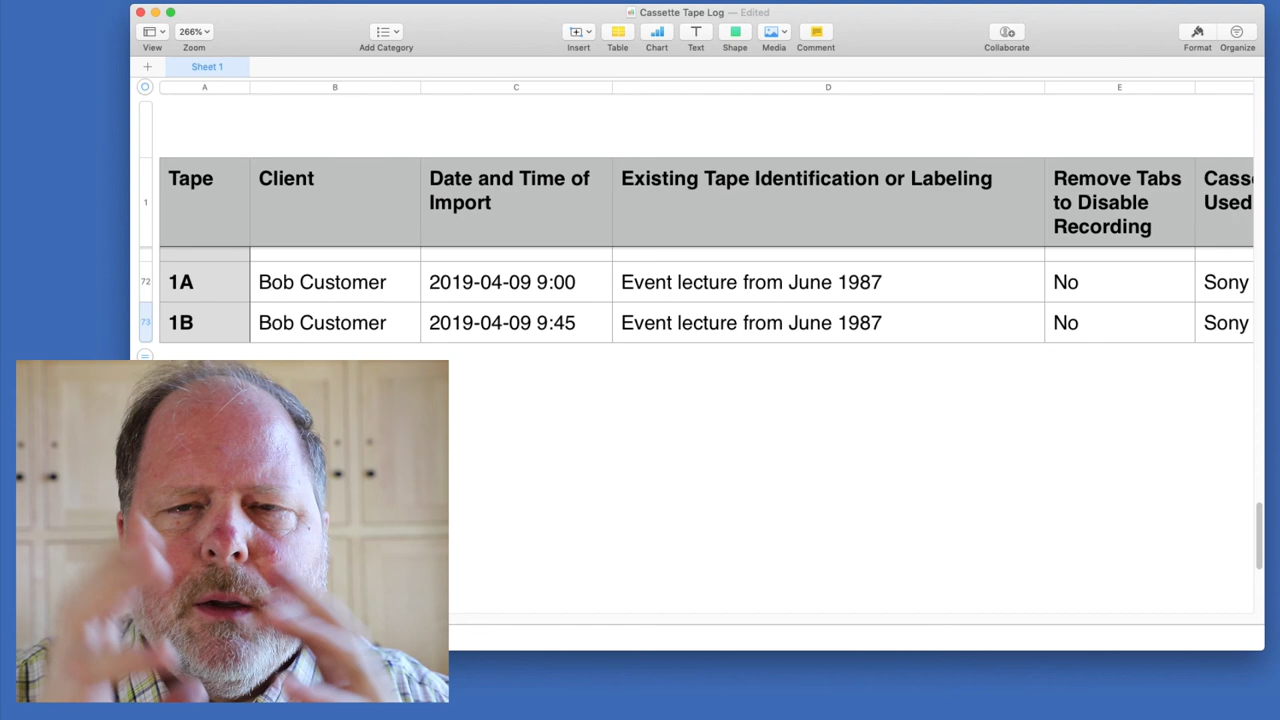 Cassette Tape Log — Edited
266%
View Zoom Add Category Insert Table Chart Text Shape Media Comment Collaborate Format Organize
Sheet 1
A B C D E
Tape Client Date and Time of Import Existing Tape Identification or Labeling Remove Tabs to Disable Recording Cass Used
1
72 1A Bob Customer 2019-04-09 9:00 Event lecture from June 1987 No Sony
73 1B Bob Customer 2019-04-09 9:45 Event lecture from June 1987 No Sony